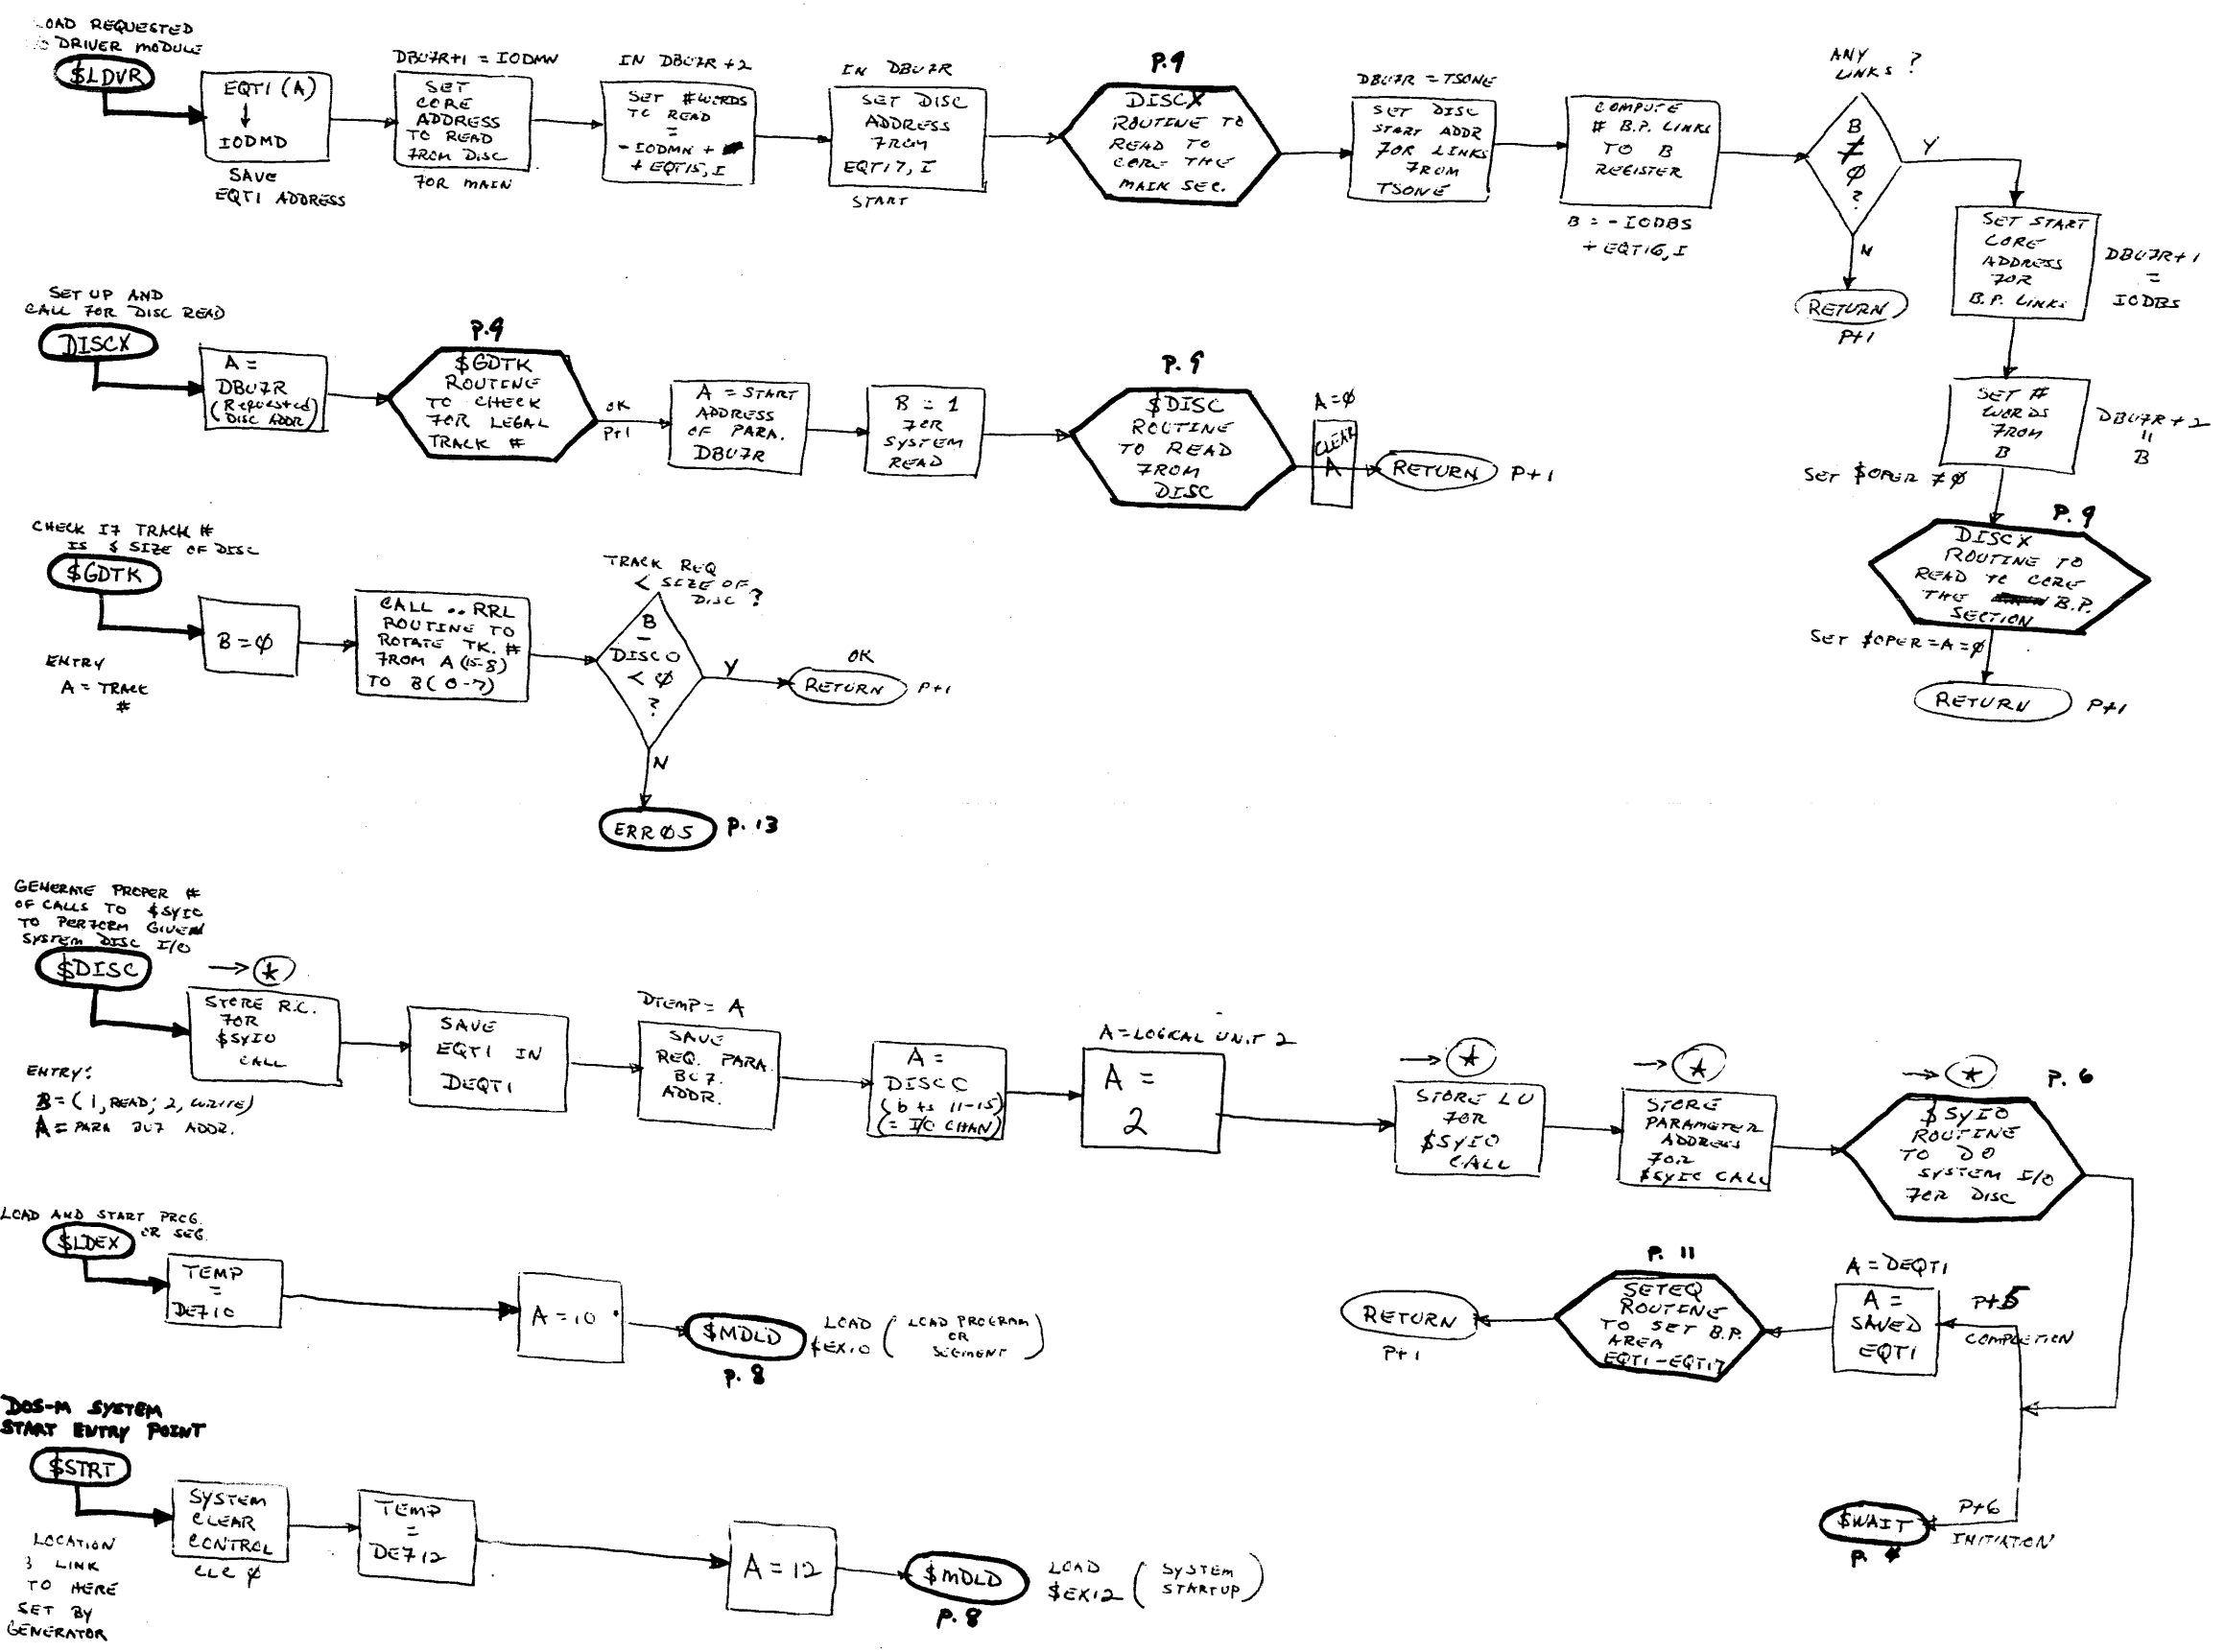 LOAD REQUESTED
I/O DRIVER MODULE
$LDVR
EQT1 (A)
↓
IODMD
SAVE
EQT1 ADDRESS
DBUFR+1 = IODMN
SET
CORE
ADDRESS
TO READ
FROM DISC
FOR MAIN
IN DBUFR+2
SET #WORDS
TO READ
=
-IODMN +
+ EQT15, I
IN DBUFR
SET DISC
ADDRESS
FROM
EQT17, I
START
P.9
DISCX
ROUTINE TO
READ TO
CORE THE
MAIN SEC.
DBUFR = TSONE
SET DISC
START ADDR
FOR LINKS
FROM
TSONE
COMPUTE
# B.P. LINKS
TO B
REGISTER
B = -IODBS
+ EQT16, I
ANY
LINKS ?
B
≠
Ø
?
Y
N
RETURN
P+1
SET START
CORE
ADDRESS
FOR
B.P. LINKS
DBUFR+1
=
IODBS
SET #
WORDS
FROM
B
DBUFR+2
=
B
SET $OPER ≠ Ø
P.9
DISCX
ROUTINE TO
READ TO CORE
THE B.P.
SECTION
SET $OPER=A=Ø
RETURN
P+1
SET UP AND
CALL FOR DISC READ
DISCX
A =
DBUFR
(Requested
DISC ADDR)
P.9
$GDTK
ROUTINE
TO CHECK
FOR LEGAL
TRACK #
OK
P+1
A = START
ADDRESS
OF PARA.
DBUFR
B = 1
FOR
SYSTEM
READ
P.9
$DISC
ROUTINE
TO READ
FROM
DISC
A=Ø
CLEAR
A
RETURN
P+1
CHECK IF TRACK #
IS ≤ SIZE OF DISC
$GDTK
ENTRY
A = TRACK
#
B=Ø
CALL ..RRL
ROUTINE TO
ROTATE TK. #
FROM A(15-8)
TO B(0-7)
TRACK REQ
< SIZE OF
DISC ?
B
-
DISCO
< Ø
?
Y
OK
RETURN
P+1
N
ERRØ5
P. 13
GENERATE PROPER #
OF CALLS TO $SYIO
TO PERFORM GIVEN
SYSTEM DISC I/O
$DISC
ENTRY:
B=(1, READ; 2, WRITE)
A= PARA BUF ADDR.
→ *
STORE R.C.
FOR
$SYIO
CALL
SAVE
EQT1 IN
DEQT1
DTEMP= A
SAVE
REQ. PARA.
BUF.
ADDR.
A =
DISCC
(bits 11-15)
(= I/O CHAN)
A=LOGICAL UNIT 2
A =
2
→ *
STORE LU
FOR
$SYIO
CALL
→ *
STORE
PARAMETER
ADDRESS
FOR
$SYIO CALL
→ *
P. 6
$SYIO
ROUTINE
TO DO
SYSTEM I/O
FOR DISC
LOAD AND START PROG.
OR SEG.
$LDEX
TEMP
=
DEF10
A=10
$MDLD
P. 8
LOAD
$EX10
(LOAD PROGRAM
OR
SEGMENT)
RETURN
P+1
P. 11
SETEQ
ROUTINE
TO SET B.P.
AREA
EQT1-EQT17
A = DEQT1
A =
SAVED
EQT1
P+5
COMPLETION
P+6
INITIATION
$WAIT
DOS-M SYSTEM
START ENTRY POINT
$STRT
LOCATION
3 LINK
TO HERE
SET BY
GENERATOR
SYSTEM
CLEAR
CONTROL
CLC Ø
TEMP
=
DEF12
A = 12
$MDLD
P. 8
LOAD
$EX12
(SYSTEM
STARTUP)